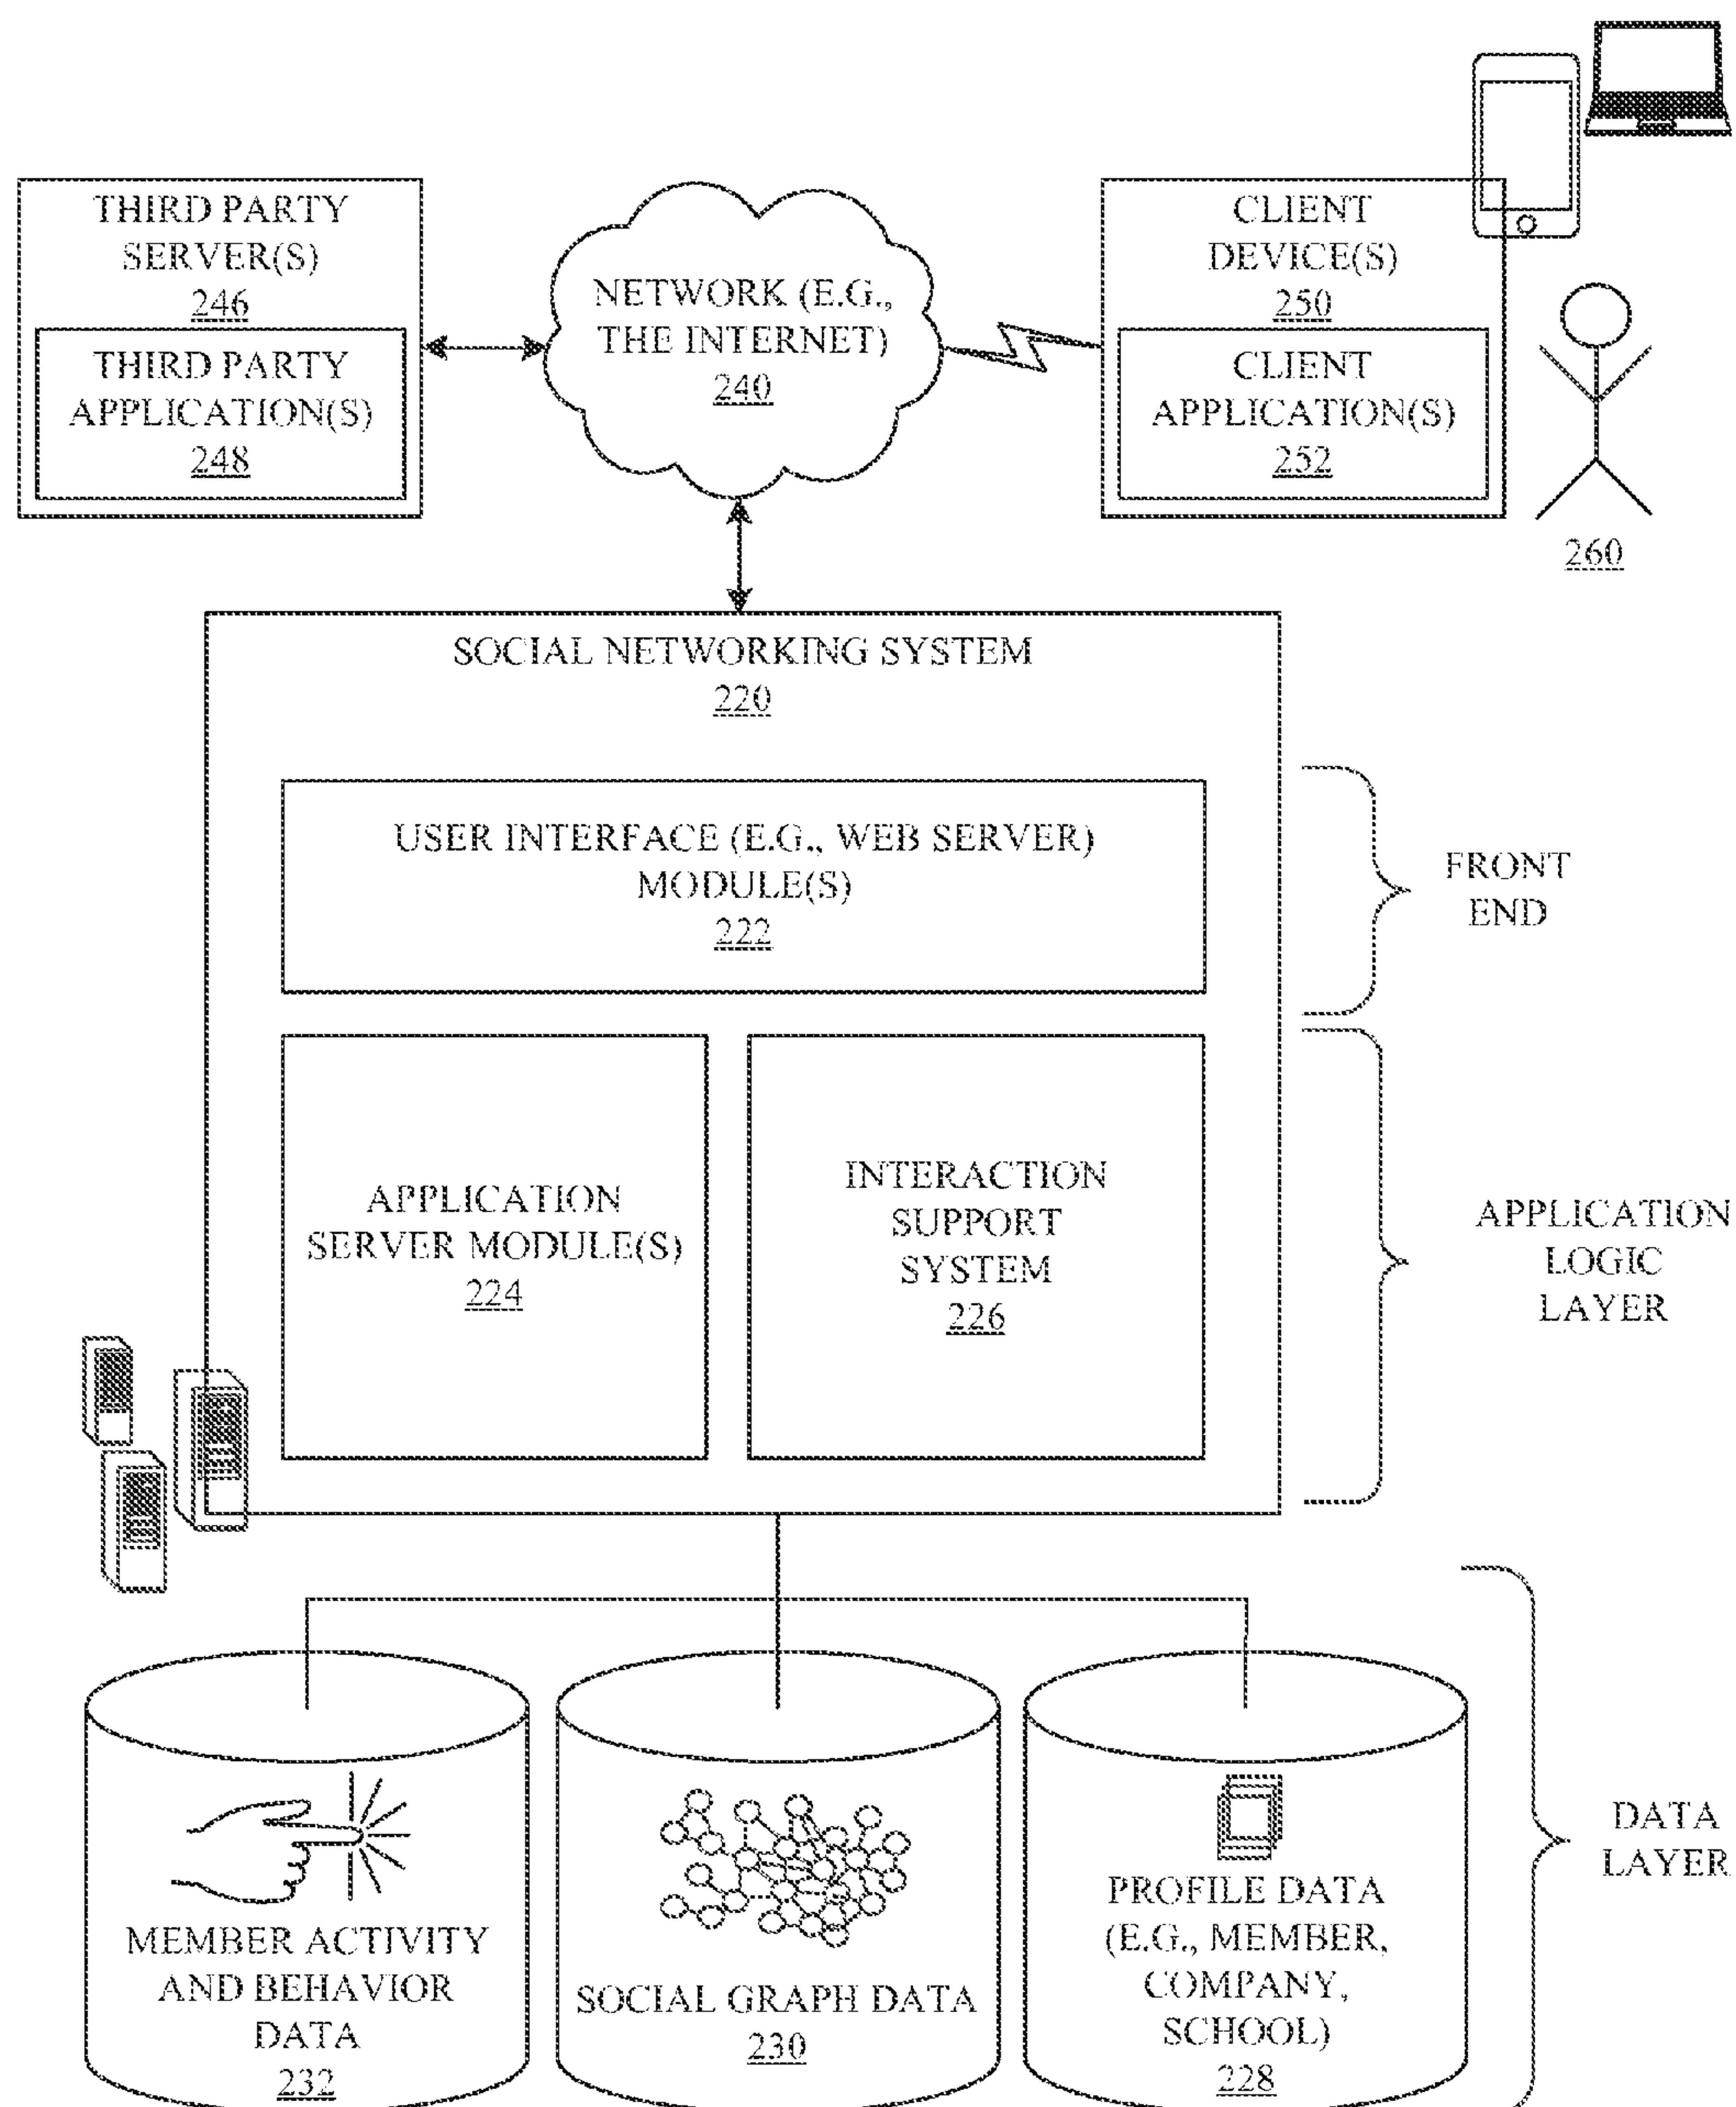 THIRD PARTY
SERVER(S)
246
THIRD PARTY
APPLICATION(S)
248
NETWORK (E.G.,
THE INTERNET)
240
CLIENT
DEVICE(S)
250
CLIENT
APPLICATION(S)
252
260
SOCIAL NETWORKING SYSTEM
220
USER INTERFACE (E.G., WEB SERVER)
MODULE(S)
222
FRONT
END
APPLICATION
SERVER MODULE(S)
224
INTERACTION
SUPPORT
SYSTEM
226
APPLICATION
LOGIC
LAYER
MEMBER ACTIVITY
AND BEHAVIOR
DATA
232
SOCIAL GRAPH DATA
230
PROFILE DATA
(E.G., MEMBER,
COMPANY,
SCHOOL)
228
DATA
LAYER